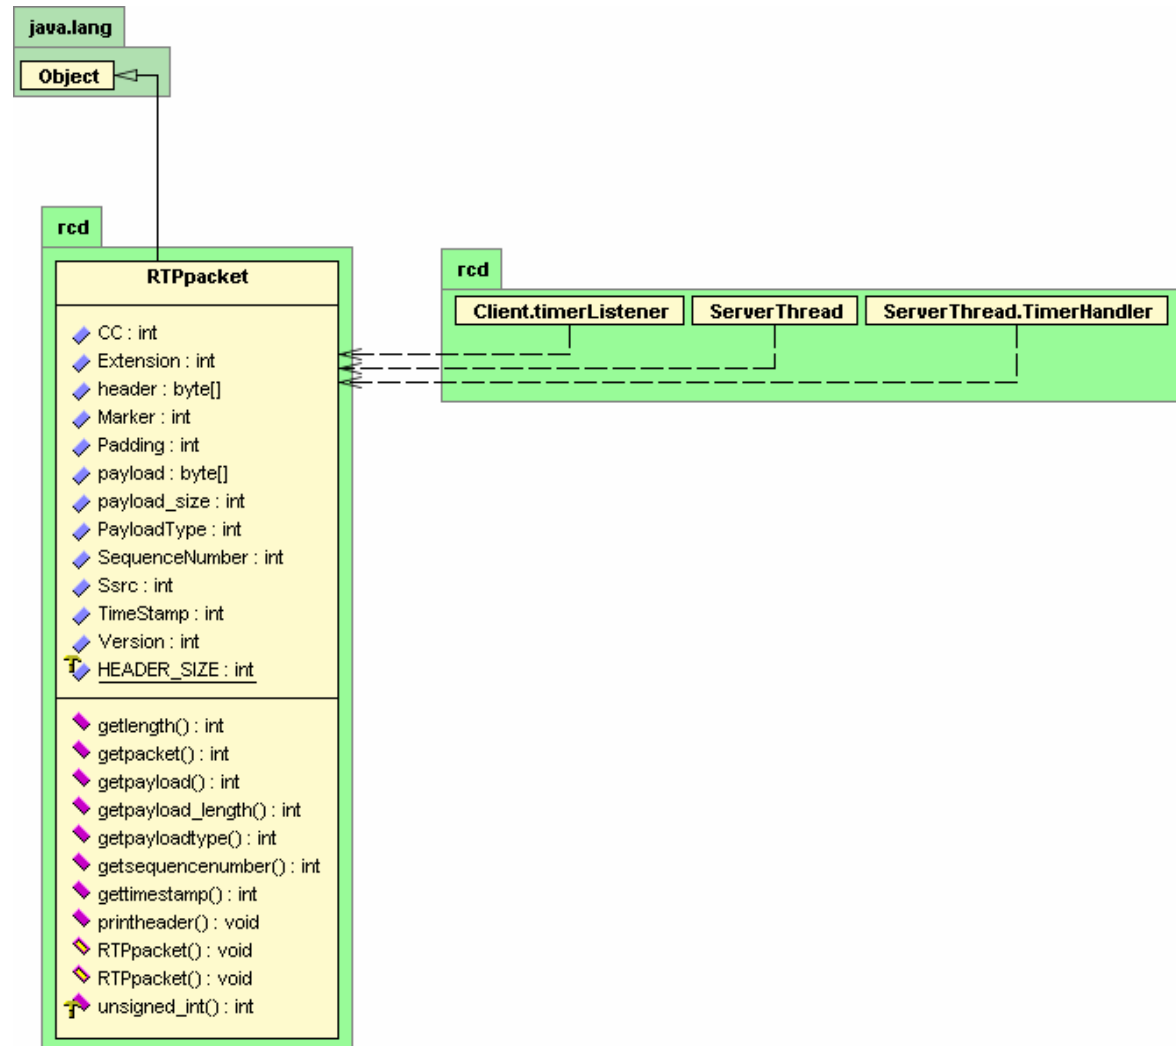 java.lang
Object
rcd
RTPpacket
CC : int
Extension : int
header : byte[]
Marker : int
Padding : int
payload : byte[]
payload_size : int
PayloadType : int
SequenceNumber : int
Ssrc : int
TimeStamp : int
Version : int
HEADER_SIZE : int
getlength() : int
getpacket() : int
getpayload() : int
getpayload_length() : int
getpayloadtype() : int
getsequencenumber() : int
gettimestamp() : int
printheader() : void
RTPpacket() : void
RTPpacket() : void
unsigned_int() : int
rcd
Client.timerListener
ServerThread
ServerThread.TimerHandler